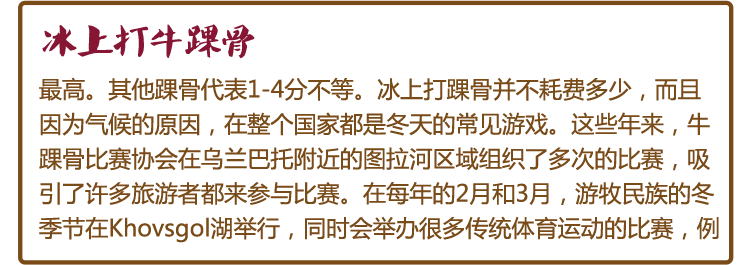 冰上打牛踝骨
最高。其他踝骨代表1-4分不等。冰上打踝骨并不耗费多少，而且
因为气候的原因，在整个国家都是冬天的常见游戏。这些年来，牛
踝骨比赛协会在乌兰巴托附近的图拉河区域组织了多次的比赛，吸
引了许多旅游者都来参与比赛。在每年的2月和3月，游牧民族的冬
季节在Khovsgol湖举行，同时会举办很多传统体育运动的比赛，例